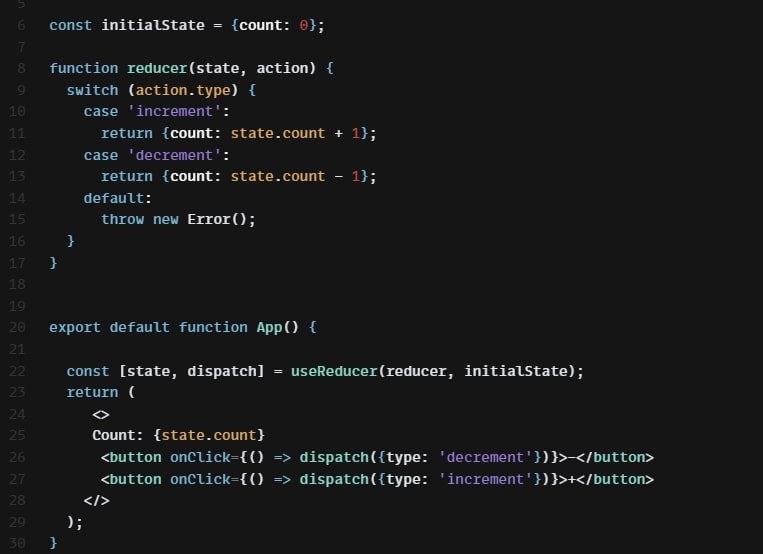 5
6 const initialState = {count: 0};
7
8 function reducer(state, action) {
9   switch (action.type) {
10     case 'increment':
11       return {count: state.count + 1};
12     case 'decrement':
13       return {count: state.count - 1};
14     default:
15       throw new Error();
16   }
17 }
18
19
20 export default function App() {
21
22   const [state, dispatch] = useReducer(reducer, initialState);
23   return (
24      <>
25      Count: {state.count}
26       <button onClick={() => dispatch({type: 'decrement'})}>-</button>
27       <button onClick={() => dispatch({type: 'increment'})}>+</button>
28     </>
29   );
30 }